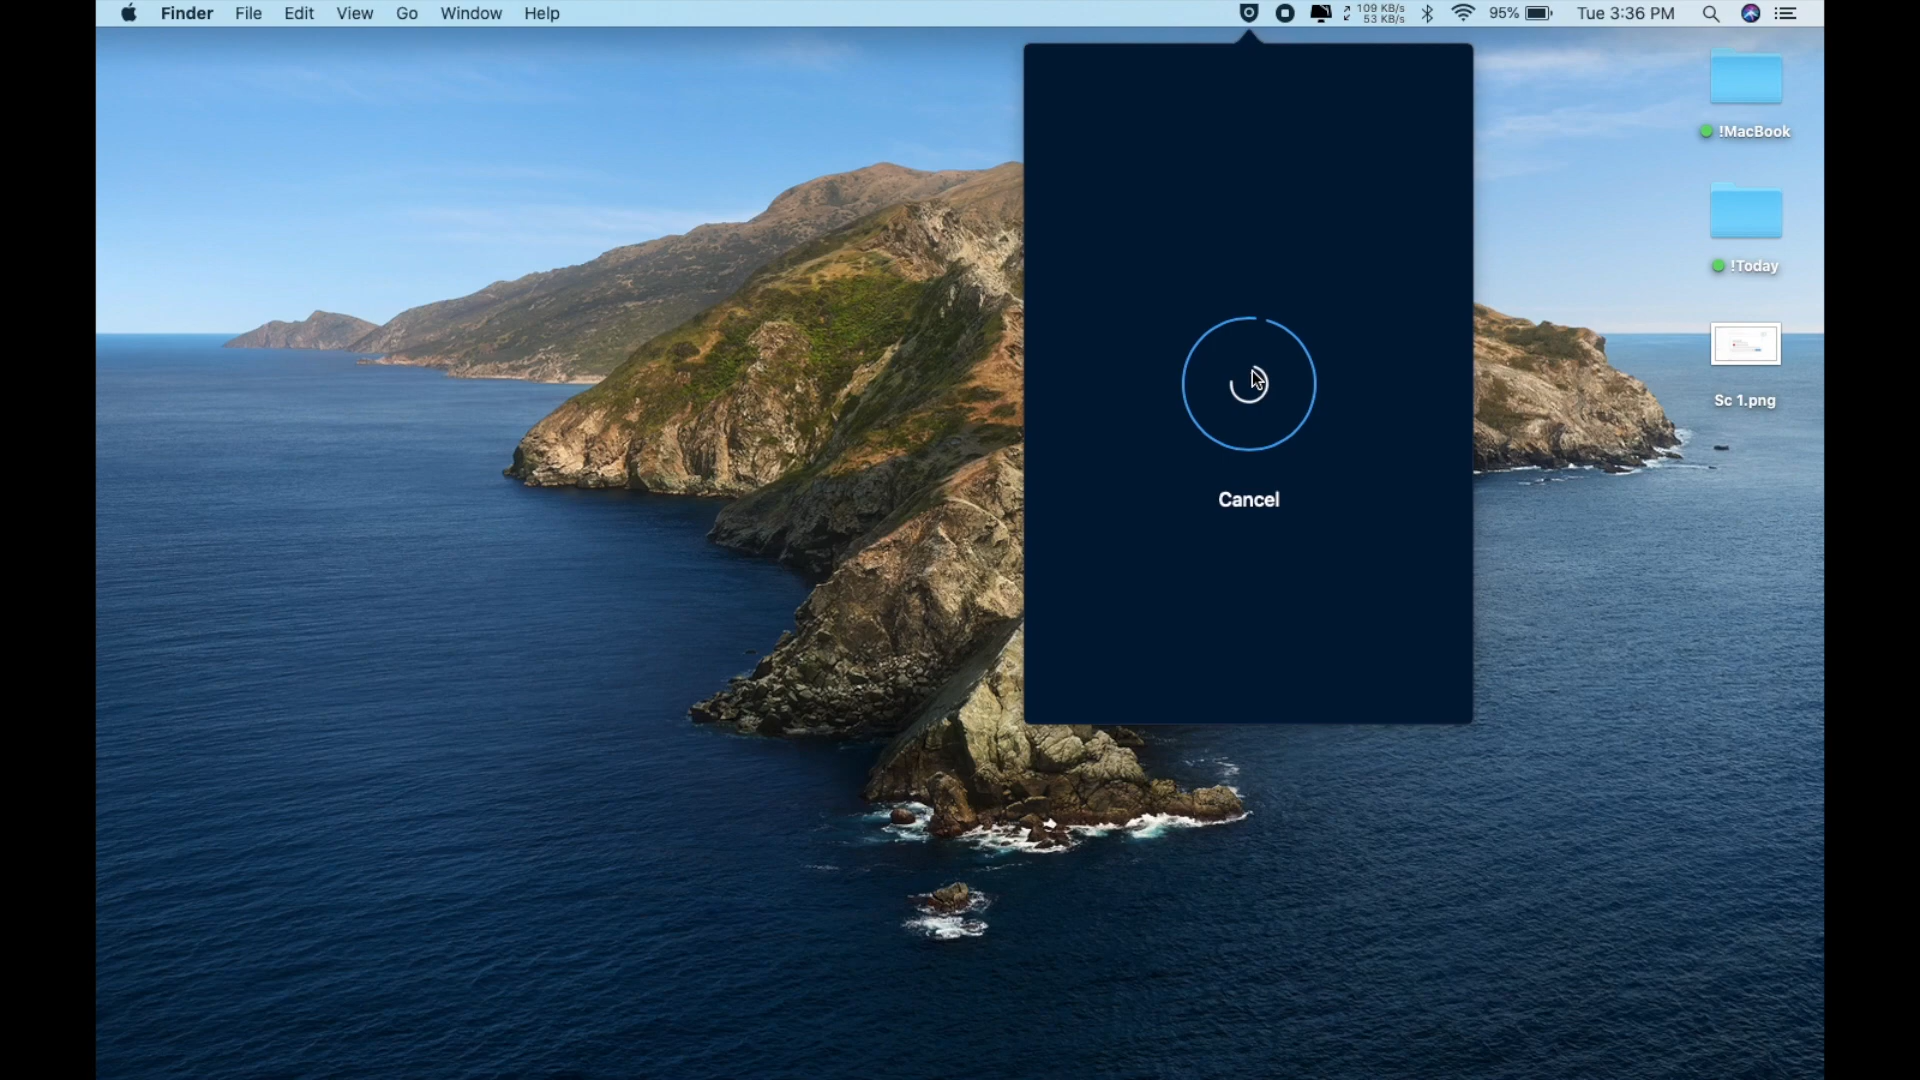 Finder File Edit View Go Window Help 109 KB/s 95% Tue 3:36 PM
53 KB/s
!MacBook
!Today
Sc 1.png
Cancel